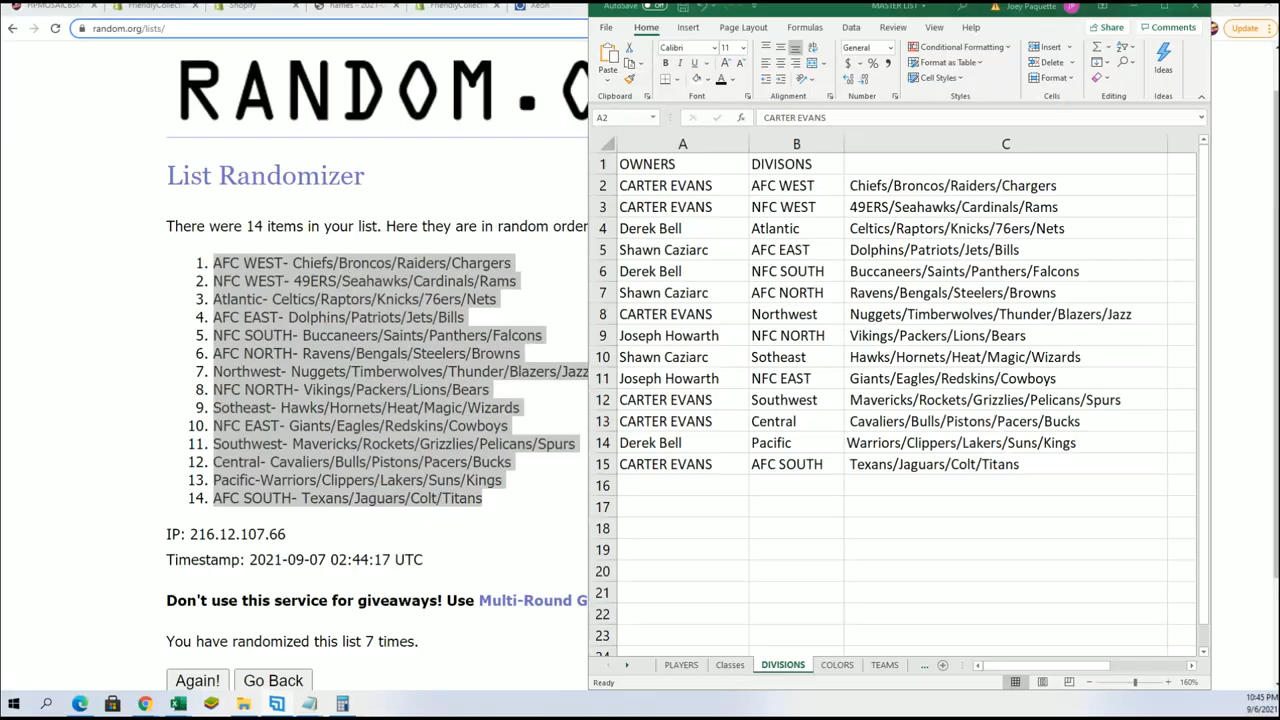 FriendlyCollect
Shopify
FriendlyCollect
Xeon
Update
random.org/lists/
RANDOM.O
List Randomizer
There were 14 items in your list. Here they are in random order
1. AFC WEST- Chiefs/Broncos/Raiders/Chargers
2. NFC WEST- 49ERS/Seahawks/Cardinals/Rams
3. Atlantic- Celtics/Raptors/Knicks/76ers/Nets
4. AFC EAST- Dolphins/Patriots/Jets/Bills
5. NFC SOUTH- Buccaneers/Saints/Panthers/Falcons
6. AFC NORTH- Ravens/Bengals/Steelers/Browns
7. Northwest- Nuggets/Timberwolves/Thunder/Blazers/Jazz
8. NFC NORTH- Vikings/Packers/Lions/Bears
9. Sotheast- Hawks/Hornets/Heat/Magic/Wizards
10. NFC EAST- Giants/Eagles/Redskins/Cowboys
11. Southwest- Mavericks/Rockets/Grizzlies/Pelicans/Spurs
12. Central- Cavaliers/Bulls/Pistons/Pacers/Bucks
13. Pacific-Warriors/Clippers/Lakers/Suns/Kings
14. AFC SOUTH- Texans/Jaguars/Colt/Titans
IP: 216.12.107.66
Timestamp: 2021-09-07 02:44:17 UTC
Don't use this service for giveaways! Use Multi-Round G
You have randomized this list 7 times.
Again! Go Back
AutoSave Off MASTER LIST Joey Paquette JP
File Home Insert Page Layout Formulas Data Review View Help Share Comments
Paste Calibri 11 General Conditional Formatting Insert Ideas
B I U $ % Format as Table Delete
Cell Styles Format
Clipboard Font Alignment Number Styles Cells Editing Ideas
A2 fx CARTER EVANS
A B C
1 OWNERS DIVISONS
2 CARTER EVANS AFC WEST Chiefs/Broncos/Raiders/Chargers
3 CARTER EVANS NFC WEST 49ERS/Seahawks/Cardinals/Rams
4 Derek Bell Atlantic Celtics/Raptors/Knicks/76ers/Nets
5 Shawn Caziarc AFC EAST Dolphins/Patriots/Jets/Bills
6 Derek Bell NFC SOUTH Buccaneers/Saints/Panthers/Falcons
7 Shawn Caziarc AFC NORTH Ravens/Bengals/Steelers/Browns
8 CARTER EVANS Northwest Nuggets/Timberwolves/Thunder/Blazers/Jazz
9 Joseph Howarth NFC NORTH Vikings/Packers/Lions/Bears
10 Shawn Caziarc Sotheast Hawks/Hornets/Heat/Magic/Wizards
11 Joseph Howarth NFC EAST Giants/Eagles/Redskins/Cowboys
12 CARTER EVANS Southwest Mavericks/Rockets/Grizzlies/Pelicans/Spurs
13 CARTER EVANS Central Cavaliers/Bulls/Pistons/Pacers/Bucks
14 Derek Bell Pacific Warriors/Clippers/Lakers/Suns/Kings
15 CARTER EVANS AFC SOUTH Texans/Jaguars/Colt/Titans
16
17
18
19
20
21
22
23
24
PLAYERS Classes DIVISIONS COLORS TEAMS ...
Ready 160%
10:45 PM
9/6/2021